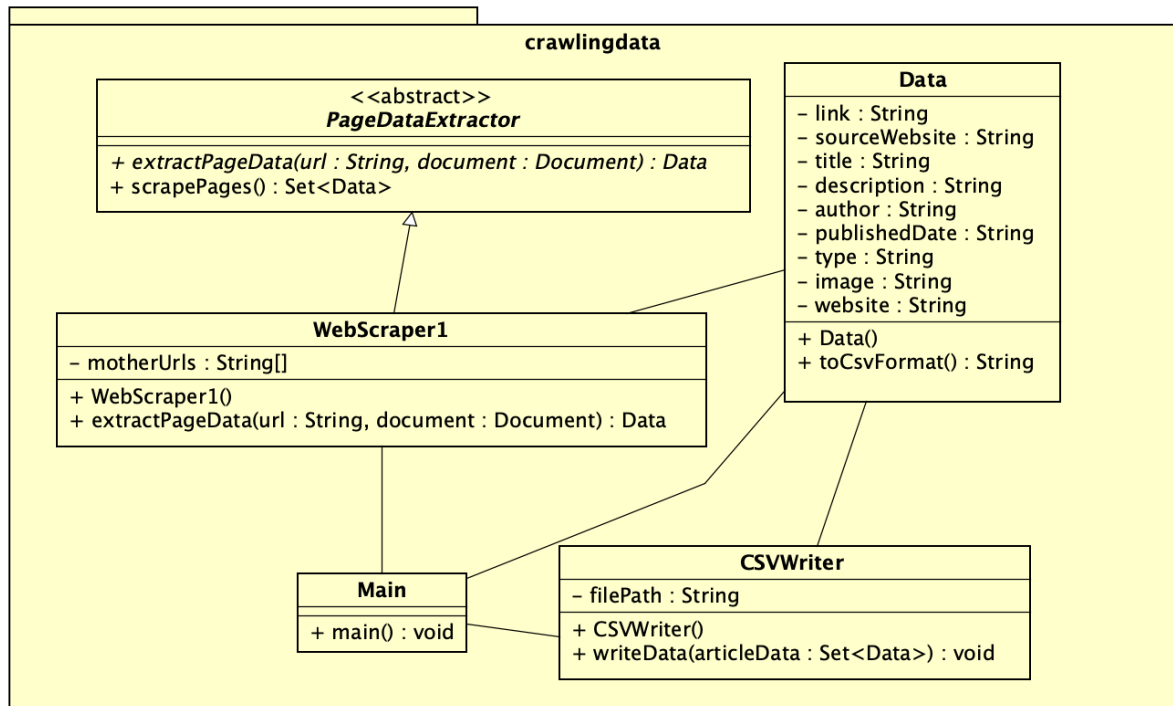 crawlingdata
<<abstract>>
PageDataExtractor
+ extractPageData(url : String, document : Document) : Data
+ scrapePages() : Set<Data>
Data
- link : String
- sourceWebsite : String
- title : String
- description : String
- author : String
- publishedDate : String
- type : String
- image : String
- website : String
+ Data()
+ toCsvFormat() : String
WebScraper1
- motherUrls : String[]
+ WebScraper1()
+ extractPageData(url : String, document : Document) : Data
Main
+ main() : void
CSVWriter
- filePath : String
+ CSVWriter()
+ writeData(articleData : Set<Data>) : void